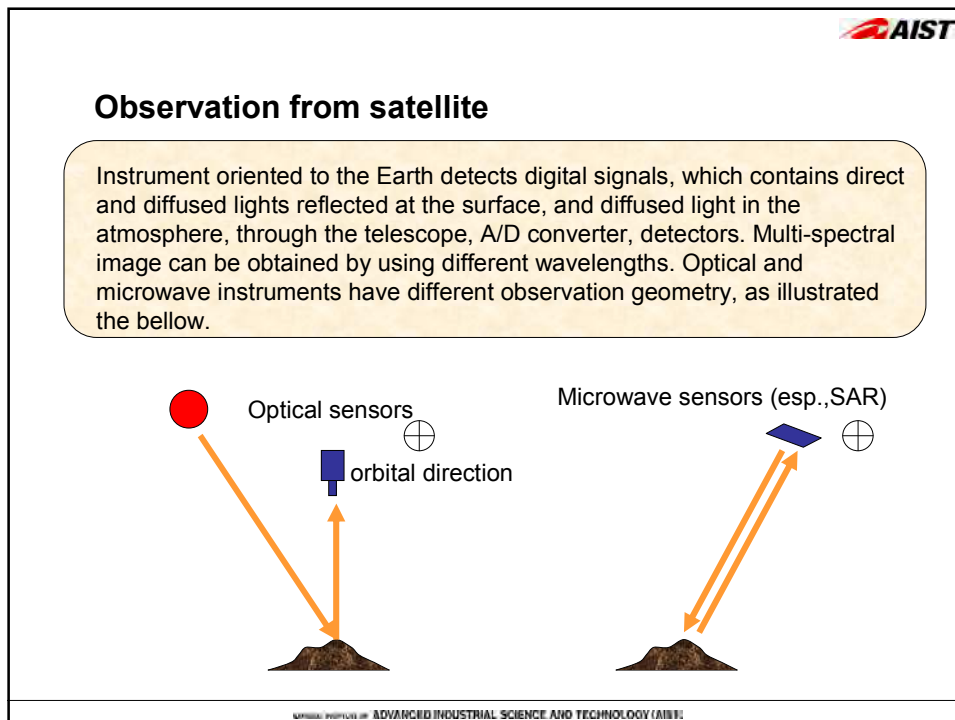 AIST
Observation from satellite
Instrument oriented to the Earth detects digital signals, which contains direct
and diffused lights reflected at the surface, and diffused light in the
atmosphere, through the telescope, A/D converter, detectors. Multi-spectral
image can be obtained by using different wavelengths. Optical and
microwave instruments have different observation geometry, as illustrated
the bellow.
Optical sensors
orbital direction
Microwave sensors (esp.,SAR)
ADVANCED INDUSTRIAL SCIENCE AND TECHNOLOGY (AIST)